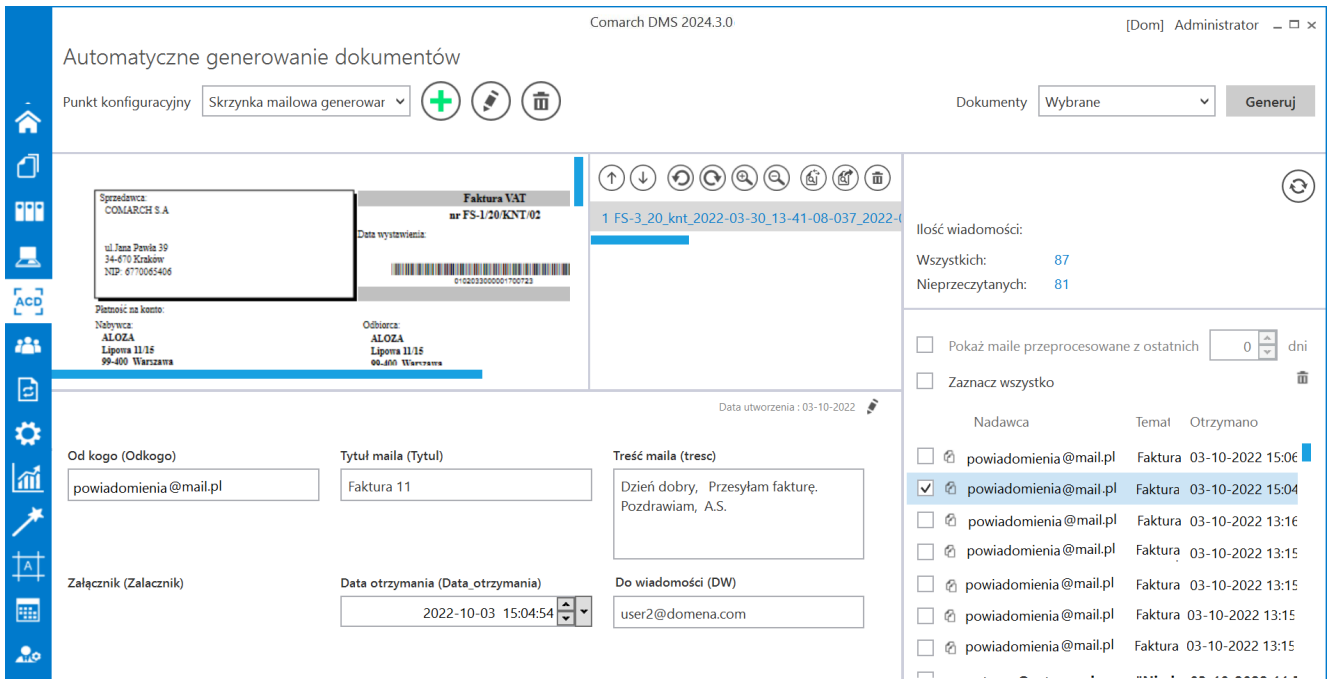 Comarch DMS 2024.3.0
[Dom] Administrator
Automatyczne generowanie dokumentów
Punkt konfiguracyjny Skrzynka mailowa generowar
Dokumenty Wybrane Generuj
Sprzedawca:
COMARCH S.A
ul.Jana Pawła 39
34-670 Kraków
NIP: 6770065406
Faktura VAT
nr FS-1/20/KNT/02
Data wystawienia:
010203300001700723
Płatność na konto:
Nabywca:
ALOZA
Lipowa 11/15
99-400 Warszawa
Odbiorca:
ALOZA
Lipowa 11/15
99-400 Warszawa
1 FS-3_20_knt_2022-03-30_13-41-08-037_2022-0
Ilość wiadomości:
Wszystkich: 87
Nieprzeczytanych: 81
ACD
Pokaż maile przeprocesowane z ostatnich 0 dni
Zaznacz wszystko
Nadawca Temat Otrzymano
powiadomienia@mail.pl Faktura 03-10-2022 15:06
powiadomienia@mail.pl Faktura 03-10-2022 15:04
powiadomienia@mail.pl Faktura 03-10-2022 13:16
powiadomienia@mail.pl Faktura 03-10-2022 13:15
powiadomienia@mail.pl Faktura 03-10-2022 13:15
powiadomienia@mail.pl Faktura 03-10-2022 13:15
powiadomienia@mail.pl Faktura 03-10-2022 13:15
Data utworzenia : 03-10-2022
Od kogo (Odkogo)
powiadomienia@mail.pl
Tytuł maila (Tytul)
Faktura 11
Treść maila (tresc)
Dzień dobry, Przesyłam fakturę.
Pozdrawiam, A.S.
Załącznik (Zalacznik)
Data otrzymania (Data_otrzymania)
2022-10-03 15:04:54
Do wiadomości (DW)
user2@domena.com
A